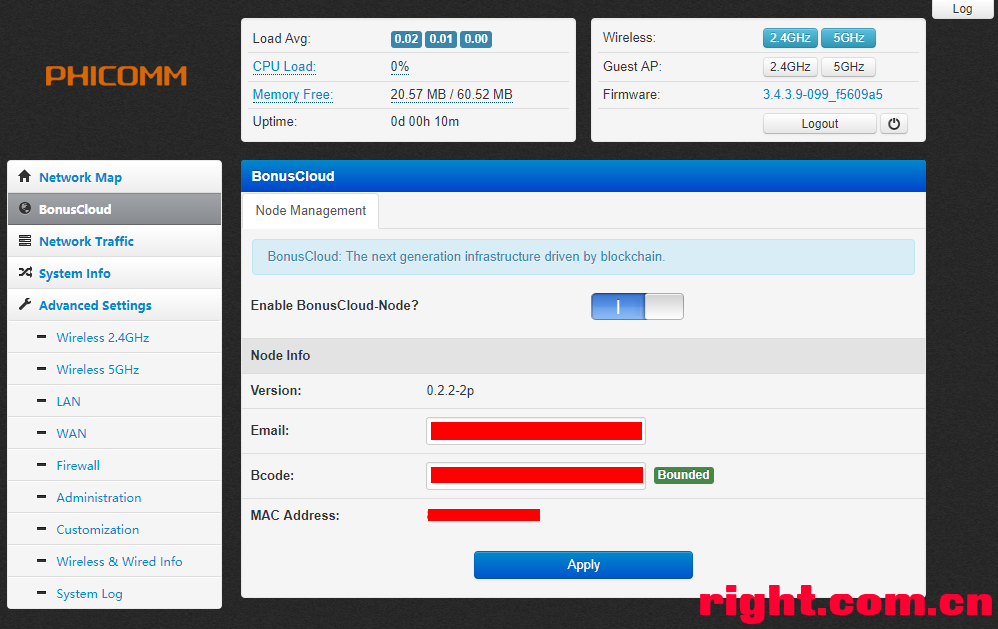 Log
PHICOMM
Load Avg: 0.02 0.01 0.00
CPU Load: 0%
Memory Free: 20.57 MB / 60.52 MB
Uptime: 0d 00h 10m
Wireless: 2.4GHz 5GHz
Guest AP: 2.4GHz 5GHz
Firmware: 3.4.3.9-099_f5609a5
Logout
Network Map
BonusCloud
Network Traffic
System Info
Advanced Settings
Wireless 2.4GHz
Wireless 5GHz
LAN
WAN
Firewall
Administration
Customization
Wireless & Wired Info
System Log
BonusCloud
Node Management
BonusCloud: The next generation infrastructure driven by blockchain.
Enable BonusCloud-Node?
Node Info
Version: 0.2.2-2p
Email:
Bcode: Bounded
MAC Address:
Apply
right.com.cn